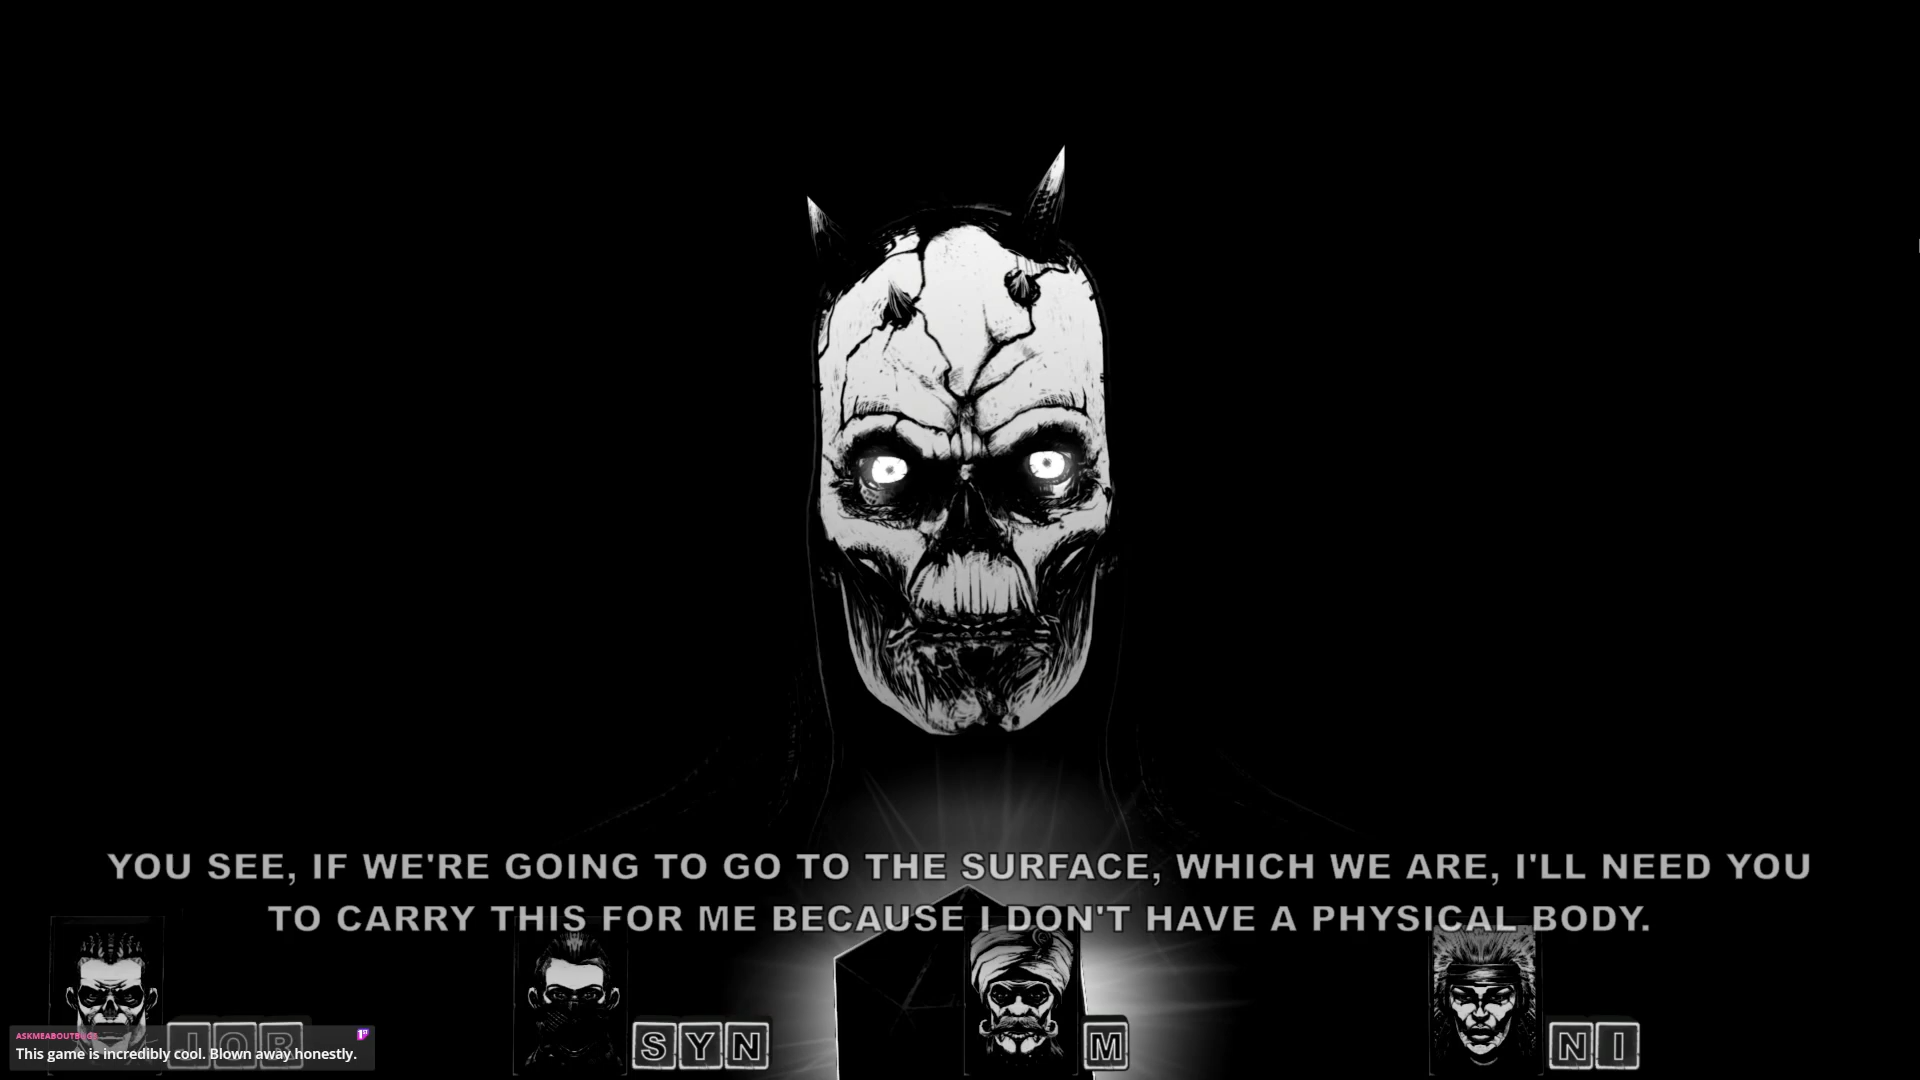 YOU SEE, IF WE'RE GOING TO GO TO THE SURFACE, WHICH WE ARE, I'LL NEED YOU
TO CARRY THIS FOR ME BECAUSE I DON'T HAVE A PHYSICAL BODY.
JOR
SYN
M
NI
This game is incredibly cool. Blown away honestly.